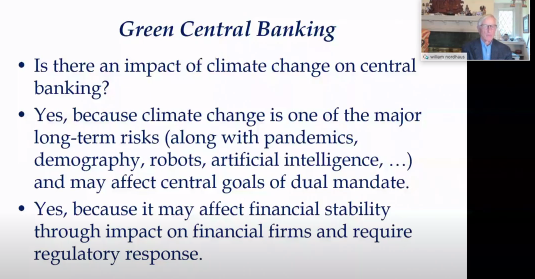 Green Central Banking
• Is there an impact of climate change on central
banking?
• Yes, because climate change is one of the major
long-term risks (along with pandemics,
demography, robots, artificial intelligence, …)
and may affect central goals of dual mandate.
• Yes, because it may affect financial stability
through impact on financial firms and require
regulatory response.
william nordhaus